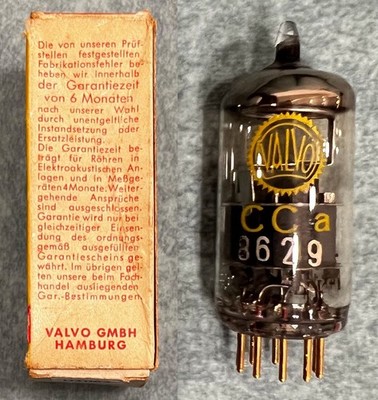 Die von unseren Prüf-
stellen festgestellten
Fabrikationsfehler be-
heben wir innerhalb
der Garantiezeit
von 6 Monaten
nach unserer Wahl
durch unentgeltliche
Instandsetzung oder
Ersatzleistung.
Die Garantiezeit be-
trägt für Röhren in
Elektroakustischen An-
lagen und in Meßge-
räten 4 Monate. Weiter-
gehende Ansprüche
sind ausgeschlossen.
Garantie wird nur bei
gleichzeitiger Einsen-
dung des ordnungs-
gemäß ausgefüllten
Garantiescheins ge-
währt. Im übrigen gel-
ten unsere beim Fach-
handel ausliegenden
Gar.-Bestimmungen.
VALVO GMBH
HAMBURG
VALVO
CCa
8629